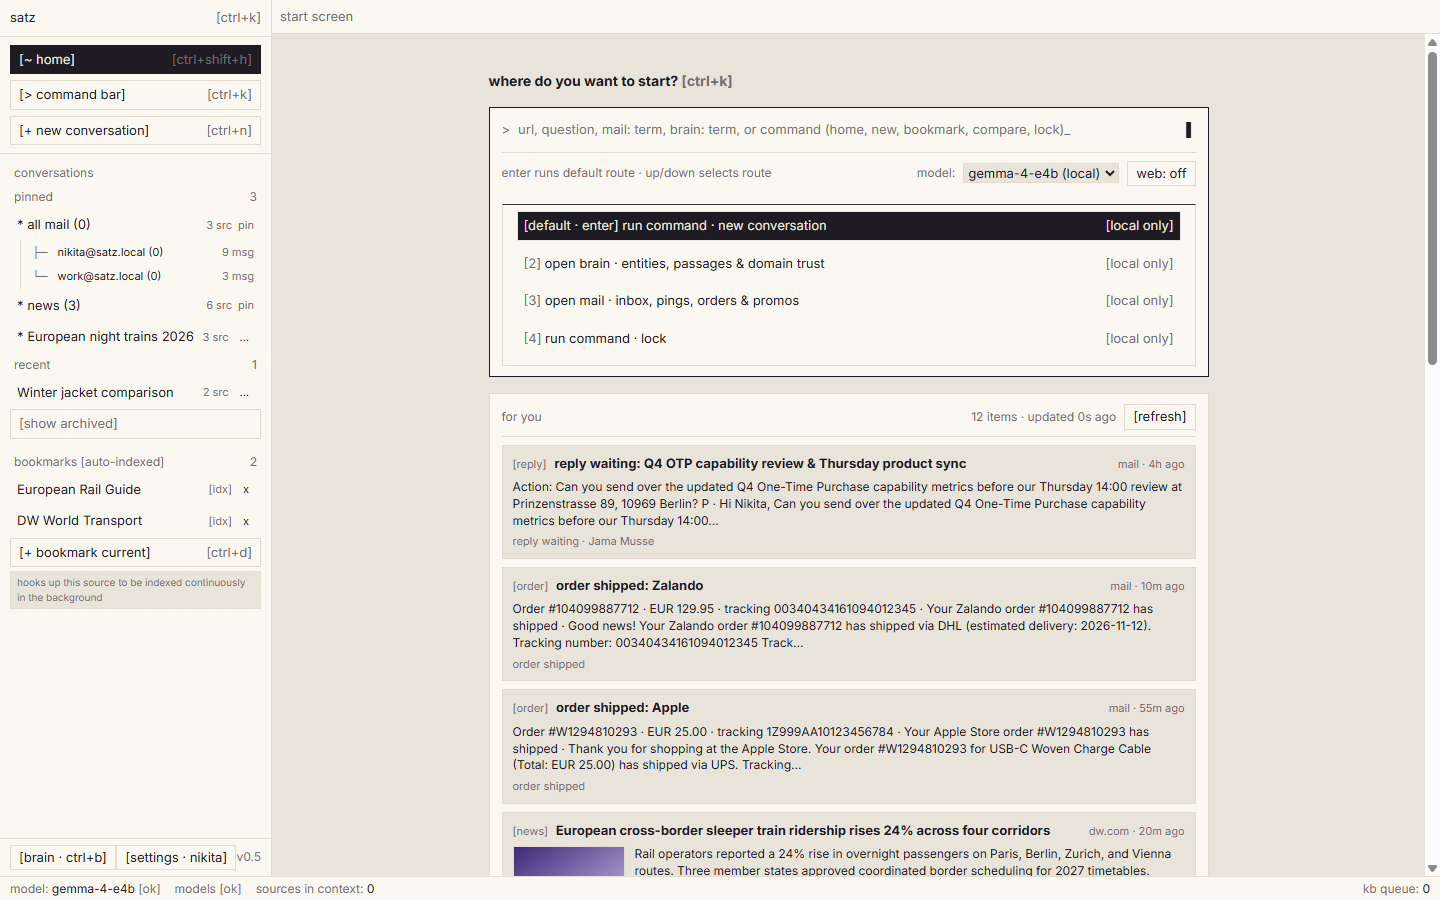 satz [ctrl+k]
start screen
[~ home] [ctrl+shift+h]
[> command bar] [ctrl+k]
[+ new conversation] [ctrl+n]
conversations
pinned 3
* all mail (0) 3 src pin
├─ nikita@satz.local (0) 9 msg
└─ work@satz.local (0) 3 msg
* news (3) 6 src pin
* European night trains 2026 3 src ...
recent 1
Winter jacket comparison 2 src ...
[show archived]
bookmarks [auto-indexed] 2
European Rail Guide [idx] x
DW World Transport [idx] x
[+ bookmark current] [ctrl+d]
hooks up this source to be indexed continuously
in the background
[brain · ctrl+b] [settings · nikita] v0.5
where do you want to start? [ctrl+k]
> url, question, mail: term, brain: term, or command (home, new, bookmark, compare, lock)_
enter runs default route · up/down selects route model: gemma-4-e4b (local) web: off
[default · enter] run command · new conversation [local only]
[2] open brain · entities, passages & domain trust [local only]
[3] open mail · inbox, pings, orders & promos [local only]
[4] run command · lock [local only]
for you 12 items · updated 0s ago [refresh]
[reply] reply waiting: Q4 OTP capability review & Thursday product sync mail · 4h ago
Action: Can you send over the updated Q4 One-Time Purchase capability metrics before our Thursday 14:00 review at
Prinzenstrasse 89, 10969 Berlin? P · Hi Nikita, Can you send over the updated Q4 One-Time Purchase capability
metrics before our Thursday 14:00...
reply waiting · Jama Musse
[order] order shipped: Zalando mail · 10m ago
Order #104099887712 · EUR 129.95 · tracking 00340434161094012345 · Your Zalando order #104099887712 has
shipped · Good news! Your Zalando order #104099887712 has shipped via DHL (estimated delivery: 2026-11-12).
Tracking number: 00340434161094012345 Track...
order shipped
[order] order shipped: Apple mail · 55m ago
Order #W1294810293 · EUR 25.00 · tracking 1Z999AA10123456784 · Your Apple Store order #W1294810293 has
shipped · Thank you for shopping at the Apple Store. Your order #W1294810293 for USB-C Woven Charge Cable
(Total: EUR 25.00) has shipped via UPS. Tracking...
order shipped
[news] European cross-border sleeper train ridership rises 24% across four corridors dw.com · 20m ago
Rail operators reported a 24% rise in overnight passengers on Paris, Berlin, Zurich, and Vienna
routes. Three member states approved coordinated border scheduling for 2027 timetables.
model: gemma-4-e4b [ok] models [ok] sources in context: 0 kb queue: 0